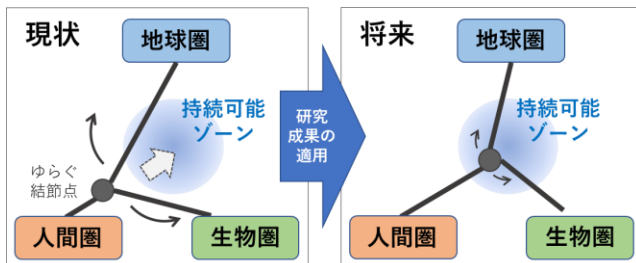 現状
地球圏
持続可能
ゾーン
ゆらぐ
結節点
人間圏
生物圏
研究
成果の
適用
将来
地球圏
持続可能
ゾーン
人間圏
生物圏